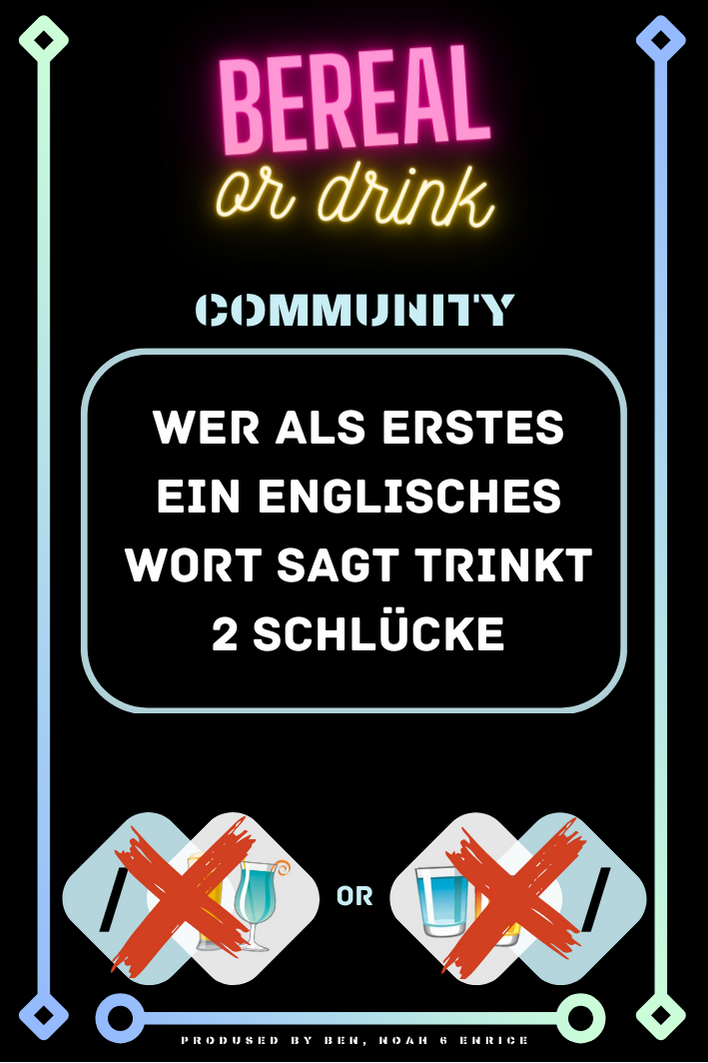 BEREAL
or drink
COMMUNITY
WER ALS ERSTES
EIN ENGLISCHES
WORT SAGT TRINKT
2 SCHLÜCKE
/ OR /
PRODUSED BY BEN, NOAH & ENRICE